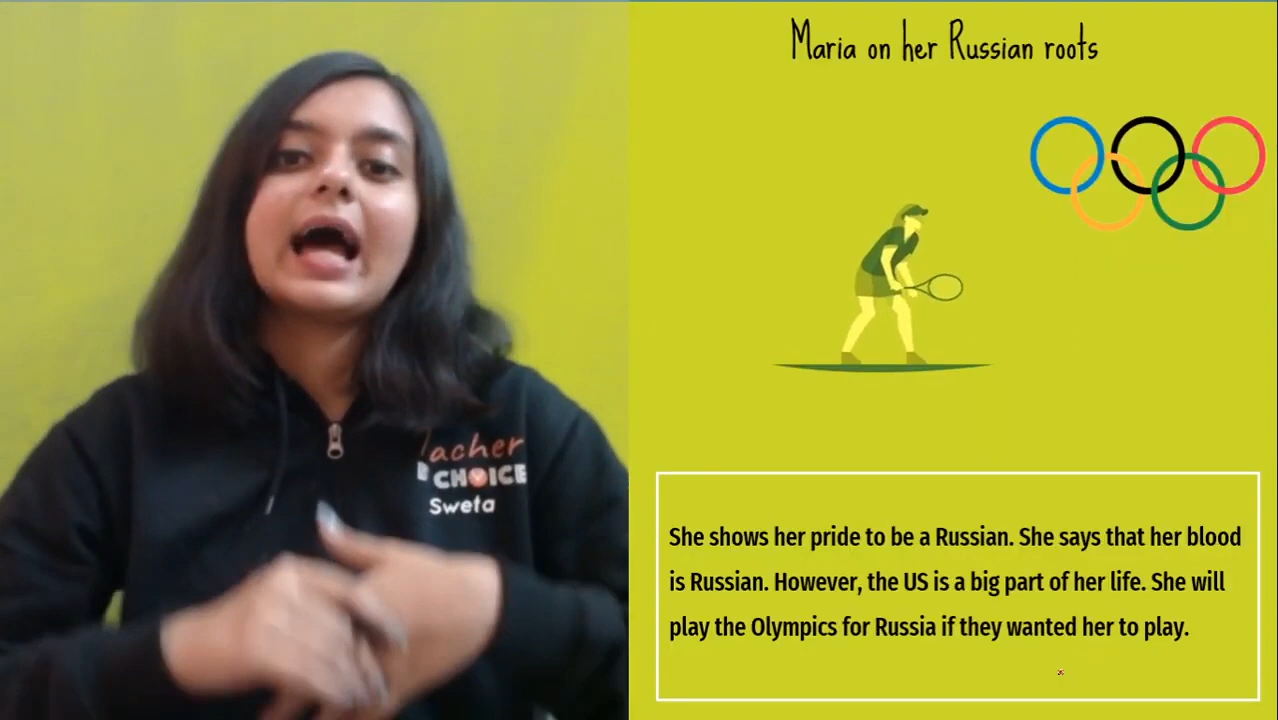 Maria on her Russian roots
CHOICE
Sweta
She shows her pride to be a Russian. She says that her blood
is Russian. However, the US is a big part of her life. She will
play the Olympics for Russia if they wanted her to play.